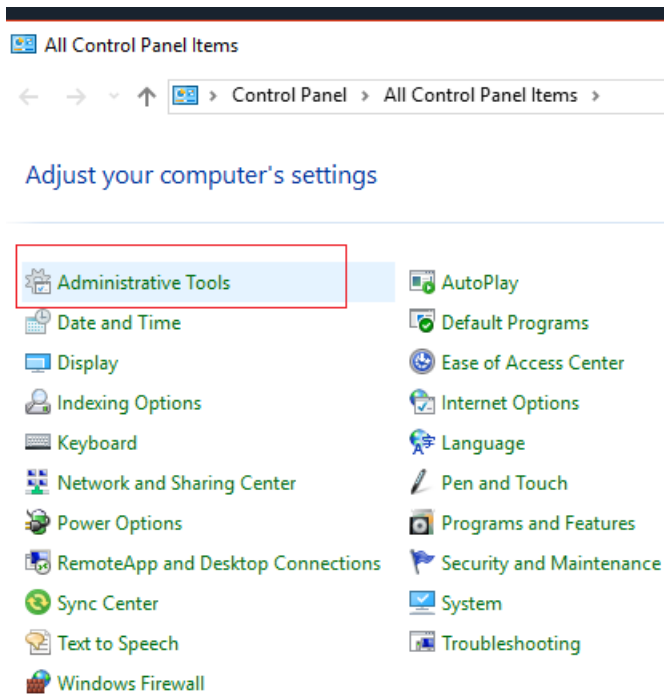 All Control Panel Items
Control Panel > All Control Panel Items >
Adjust your computer's settings
Administrative Tools
AutoPlay
Date and Time
Default Programs
Display
Ease of Access Center
Indexing Options
Internet Options
Keyboard
Language
Network and Sharing Center
Pen and Touch
Power Options
Programs and Features
RemoteApp and Desktop Connections
Security and Maintenance
Sync Center
System
Text to Speech
Troubleshooting
Windows Firewall